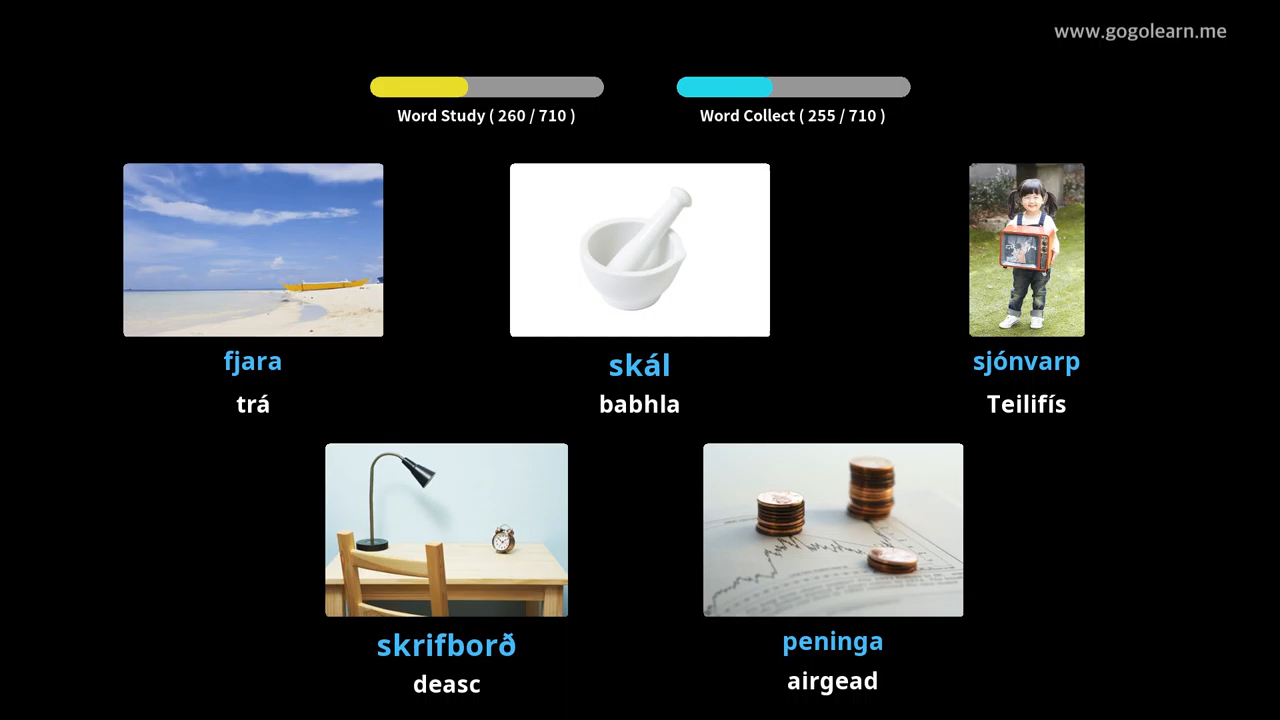 www.gogolearn.me
Word Study ( 260 / 710 )
Word Collect ( 255 / 710 )
fjara
trá
skál
babhla
sjónvarp
Teilifís
skrifborð
deasc
peninga
airgead